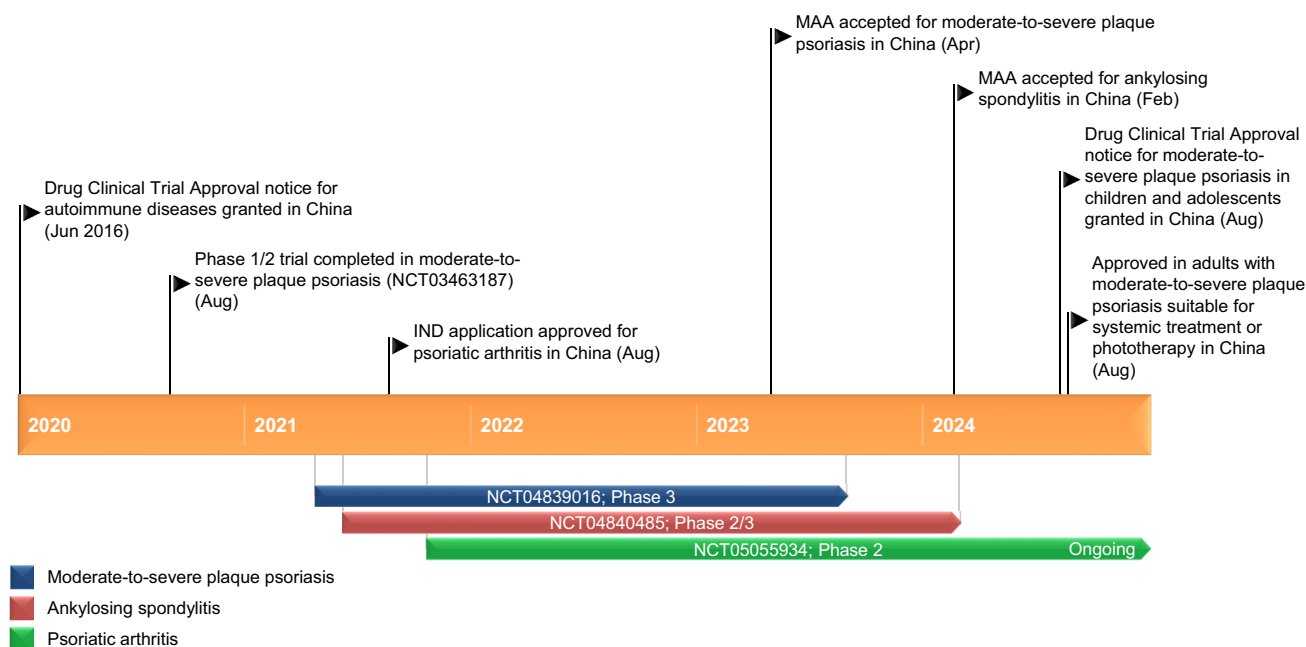 MAA accepted for moderate-to-severe plaque
psoriasis in China (Apr)
MAA accepted for ankylosing
spondylitis in China (Feb)
Drug Clinical Trial Approval
notice for moderate-to-
severe plaque psoriasis in
children and adolescents
granted in China (Aug)
Drug Clinical Trial Approval notice for
autoimmune diseases granted in China
(Jun 2016)
Phase 1/2 trial completed in moderate-to-
severe plaque psoriasis (NCT03463187)
(Aug)
Approved in adults with
moderate-to-severe plaque
psoriasis suitable for
systemic treatment or
phototherapy in China
(Aug)
IND application approved for
psoriatic arthritis in China (Aug)
2020 2021 2022 2023 2024
NCT04839016; Phase 3
NCT04840485; Phase 2/3
NCT05055934; Phase 2 Ongoing
Moderate-to-severe plaque psoriasis
Ankylosing spondylitis
Psoriatic arthritis